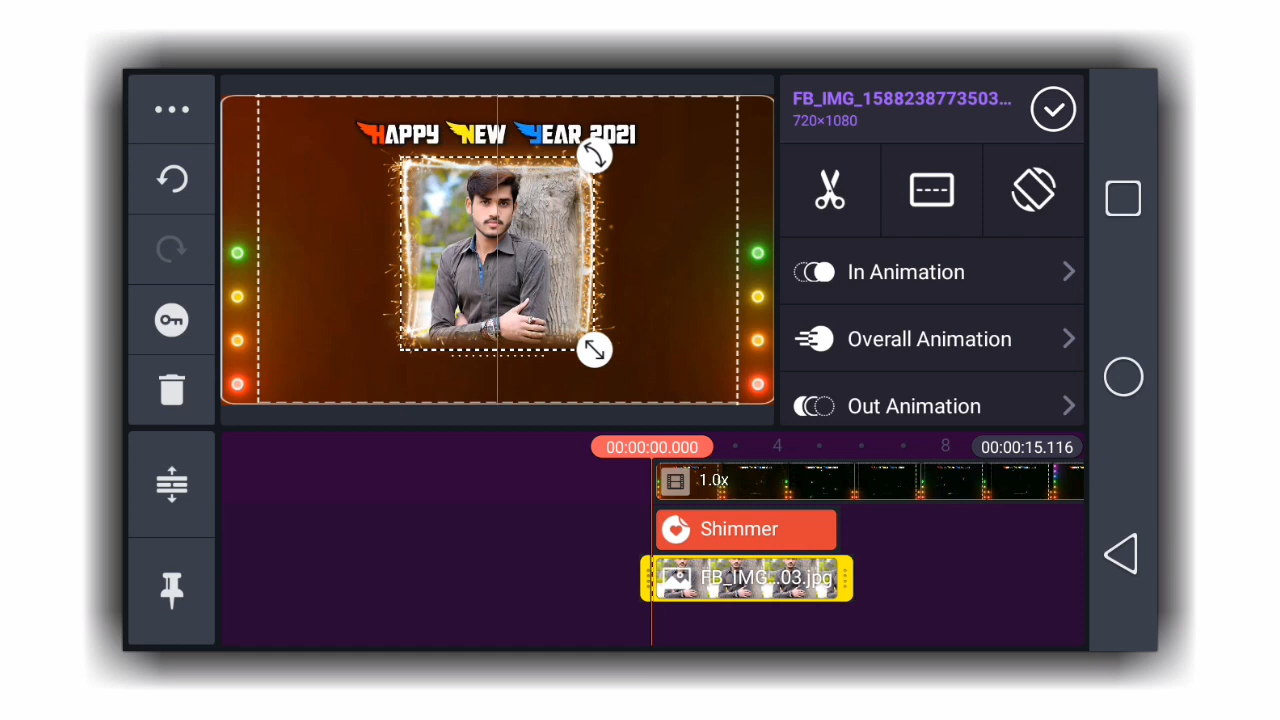 HAPPY NEW YEAR 2021
FB_IMG_1588238773503...
720×1080
In Animation
Overall Animation
Out Animation
00:00:00.000
4
8
00:00:15.116
1.0x
Shimmer
FB_IMG...03.jpg